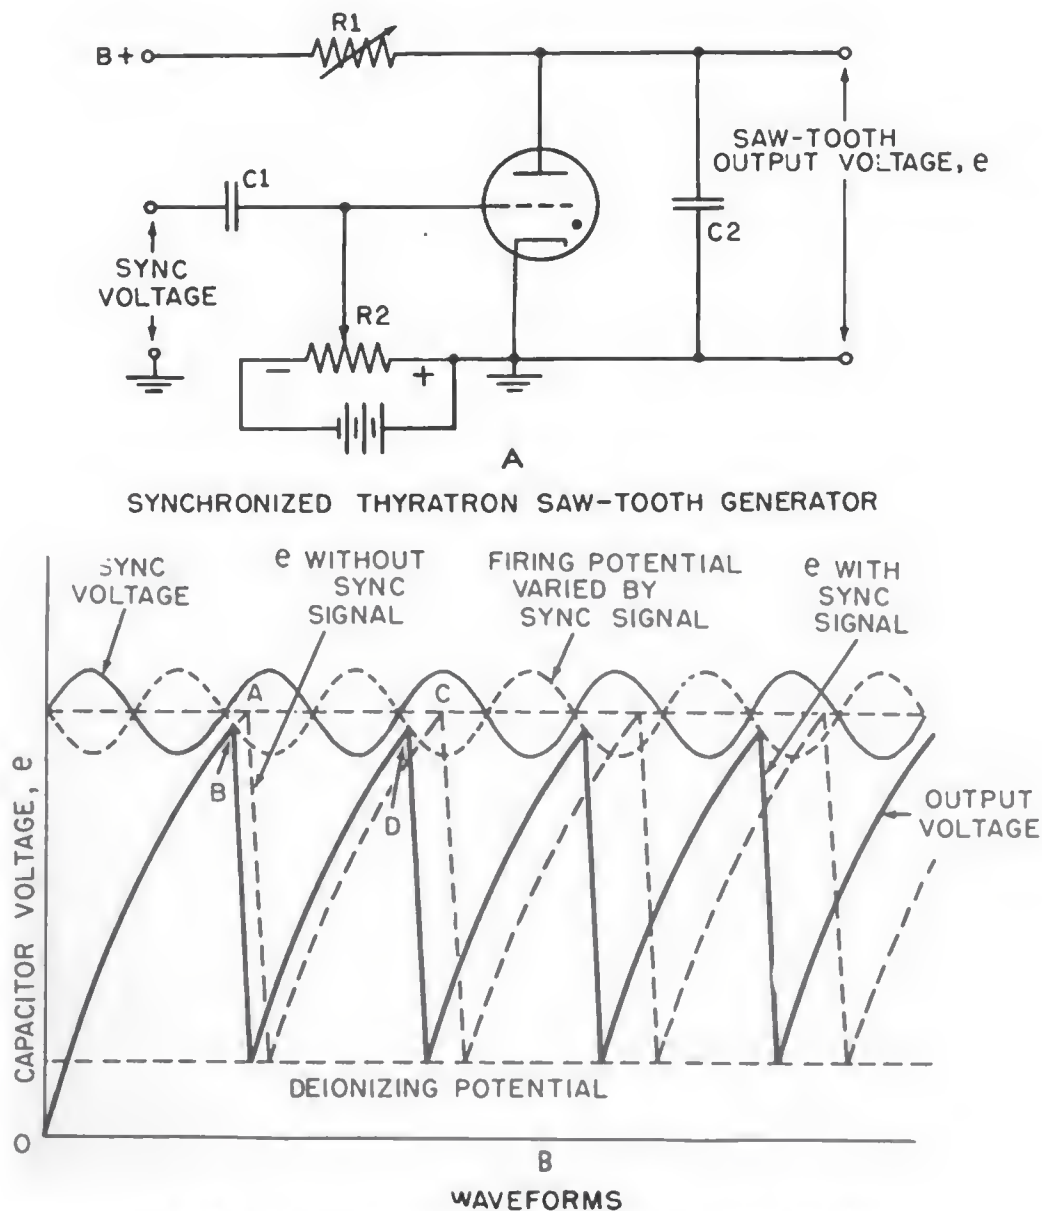 R1
B+
SAW-TOOTH
OUTPUT VOLTAGE, e
C1
C2
SYNC
VOLTAGE
R2
−
+
A
SYNCHRONIZED THYRATRON SAW-TOOTH GENERATOR
SYNC
VOLTAGE
e WITHOUT
SYNC
SIGNAL
FIRING POTENTIAL
VARIED BY
SYNC SIGNAL
e WITH
SYNC
SIGNAL
A
C
B
D
OUTPUT
VOLTAGE
CAPACITOR VOLTAGE, e
DEIONIZING POTENTIAL
O
B
WAVEFORMS